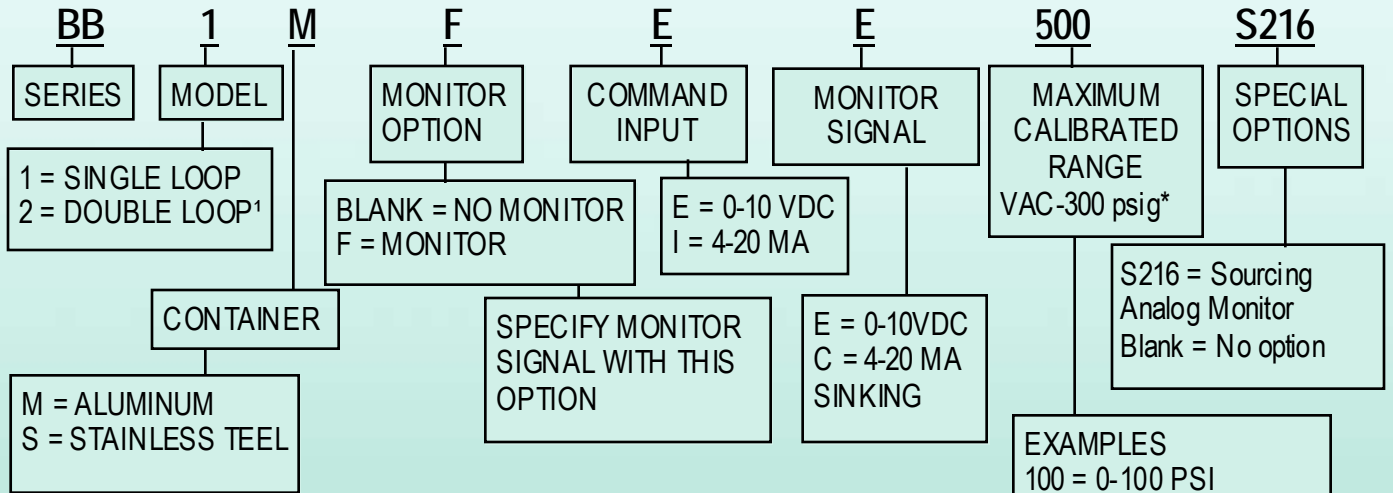 BB 1 M F E E 500 S216
SERIES
MODEL
MONITOR
OPTION
COMMAND
INPUT
MONITOR
SIGNAL
MAXIMUM
CALIBRATED
RANGE
VAC-300 psig*
SPECIAL
OPTIONS
1 = SINGLE LOOP
2 = DOUBLE LOOP¹
BLANK = NO MONITOR
F = MONITOR
E = 0-10 VDC
I = 4-20 MA
CONTAINER
SPECIFY MONITOR
SIGNAL WITH THIS
OPTION
E = 0-10VDC
C = 4-20 MA
SINKING
S216 = Sourcing
Analog Monitor
Blank = No option
M = ALUMINUM
S = STAINLESS TEEL
EXAMPLES
100 = 0-100 PSI